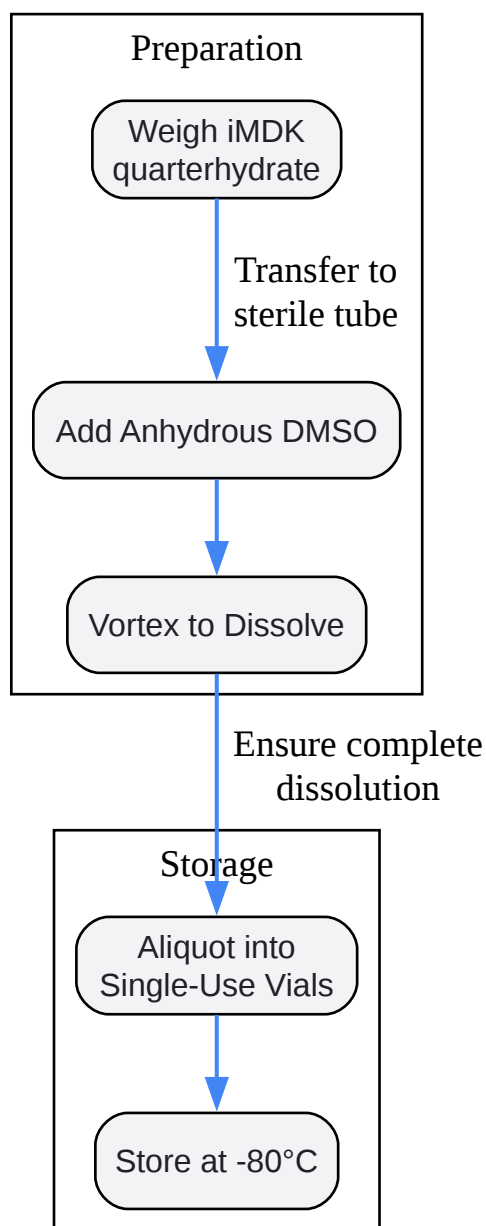 Preparation
Weigh iMDK
quarterhydrate
Transfer to
sterile tube
Add Anhydrous DMSO
Vortex to Dissolve
Ensure complete
dissolution
Storage
Aliquot into
Single-Use Vials
Store at -80°C